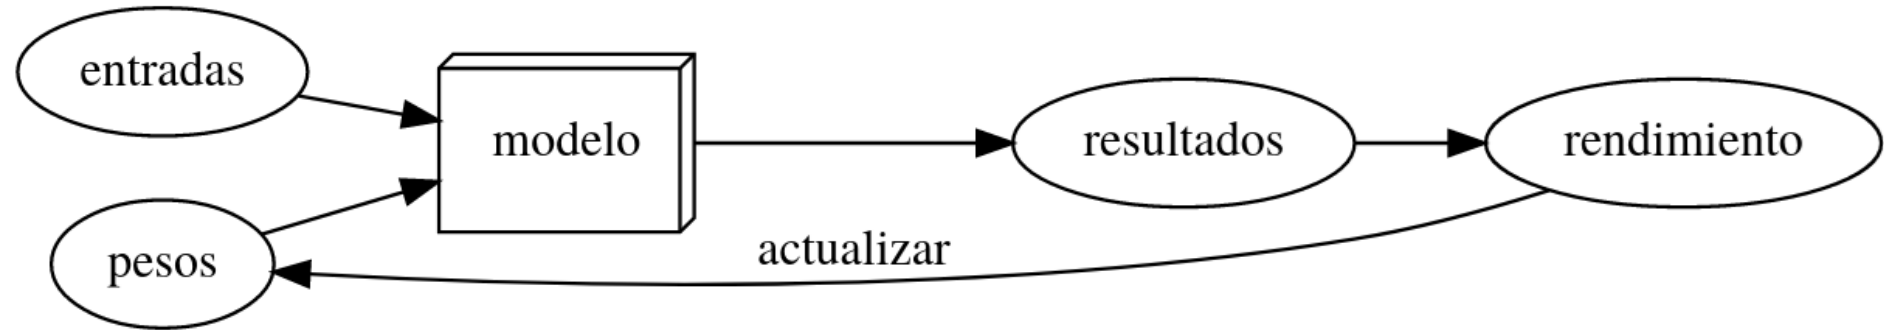 entradas
modelo
resultados
rendimiento
pesos
actualizar